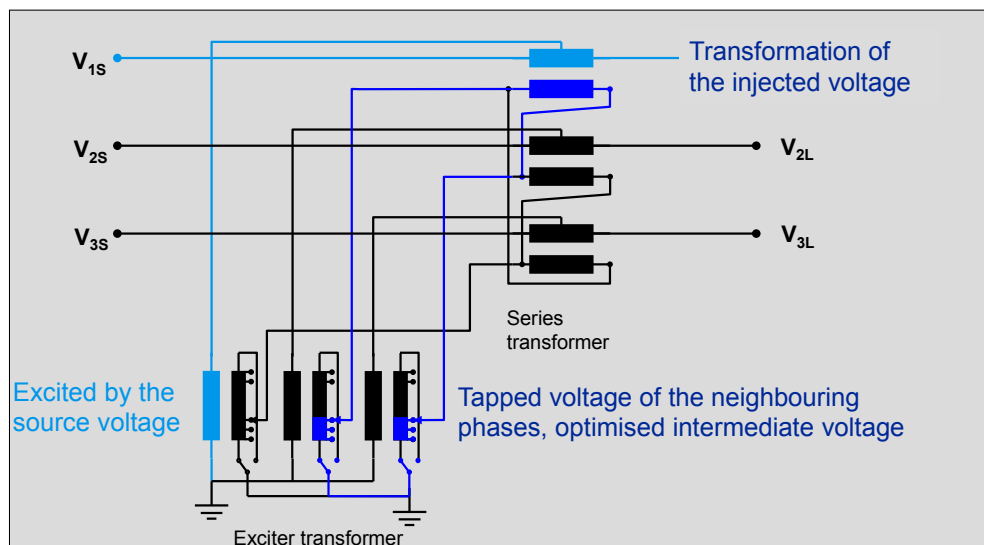 V1S
Transformation of
the injected voltage
V2S
V2L
V3S
V3L
Series
transformer
Excited by the
source voltage
Tapped voltage of the neighbouring
phases, optimised intermediate voltage
Exciter transformer